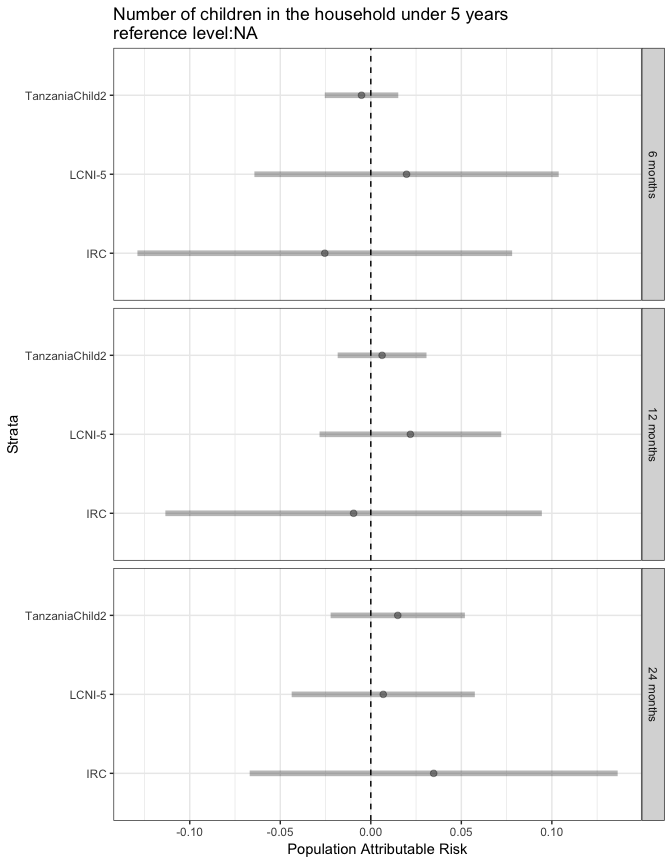 Number of children in the household under 5 years
reference level:NA
TanzaniaChild2
LCNI-5
IRC
6 months
TanzaniaChild2
LCNI-5
IRC
12 months
TanzaniaChild2
LCNI-5
IRC
24 months
Strata
-0.10 -0.05 0.00 0.05 0.10
Population Attributable Risk